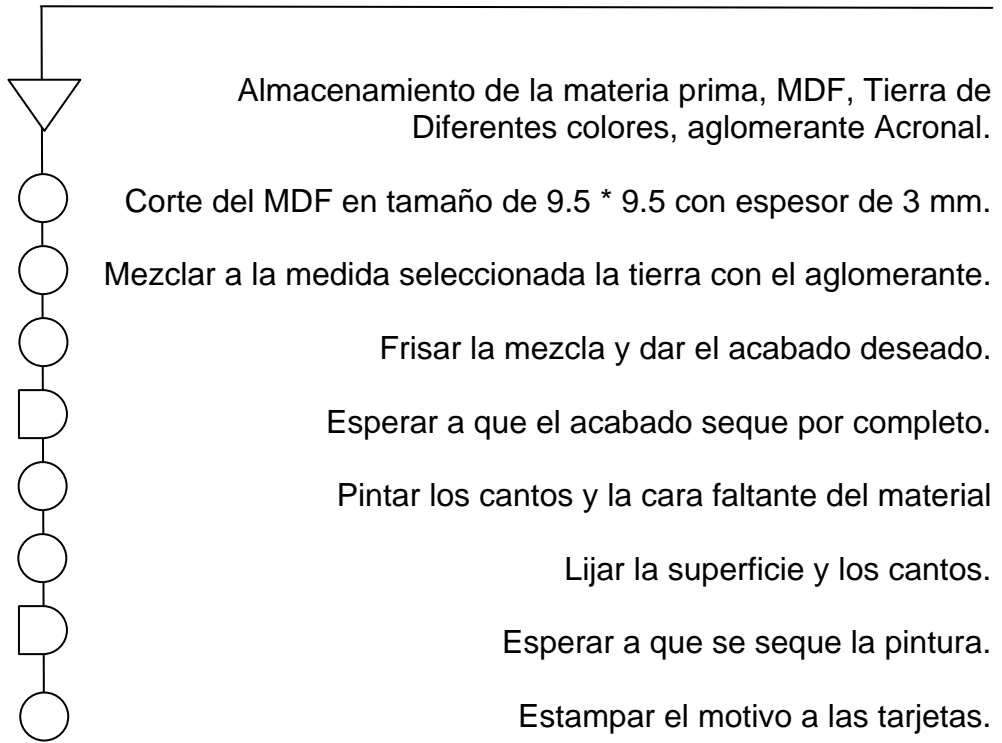 Almacenamiento de la materia prima, MDF, Tierra de
Diferentes colores, aglomerante Acronal.
Corte del MDF en tamaño de 9.5 * 9.5 con espesor de 3 mm.
Mezclar a la medida seleccionada la tierra con el aglomerante.
Frisar la mezcla y dar el acabado deseado.
Esperar a que el acabado seque por completo.
Pintar los cantos y la cara faltante del material
Lijar la superficie y los cantos.
Esperar a que se seque la pintura.
Estampar el motivo a las tarjetas.